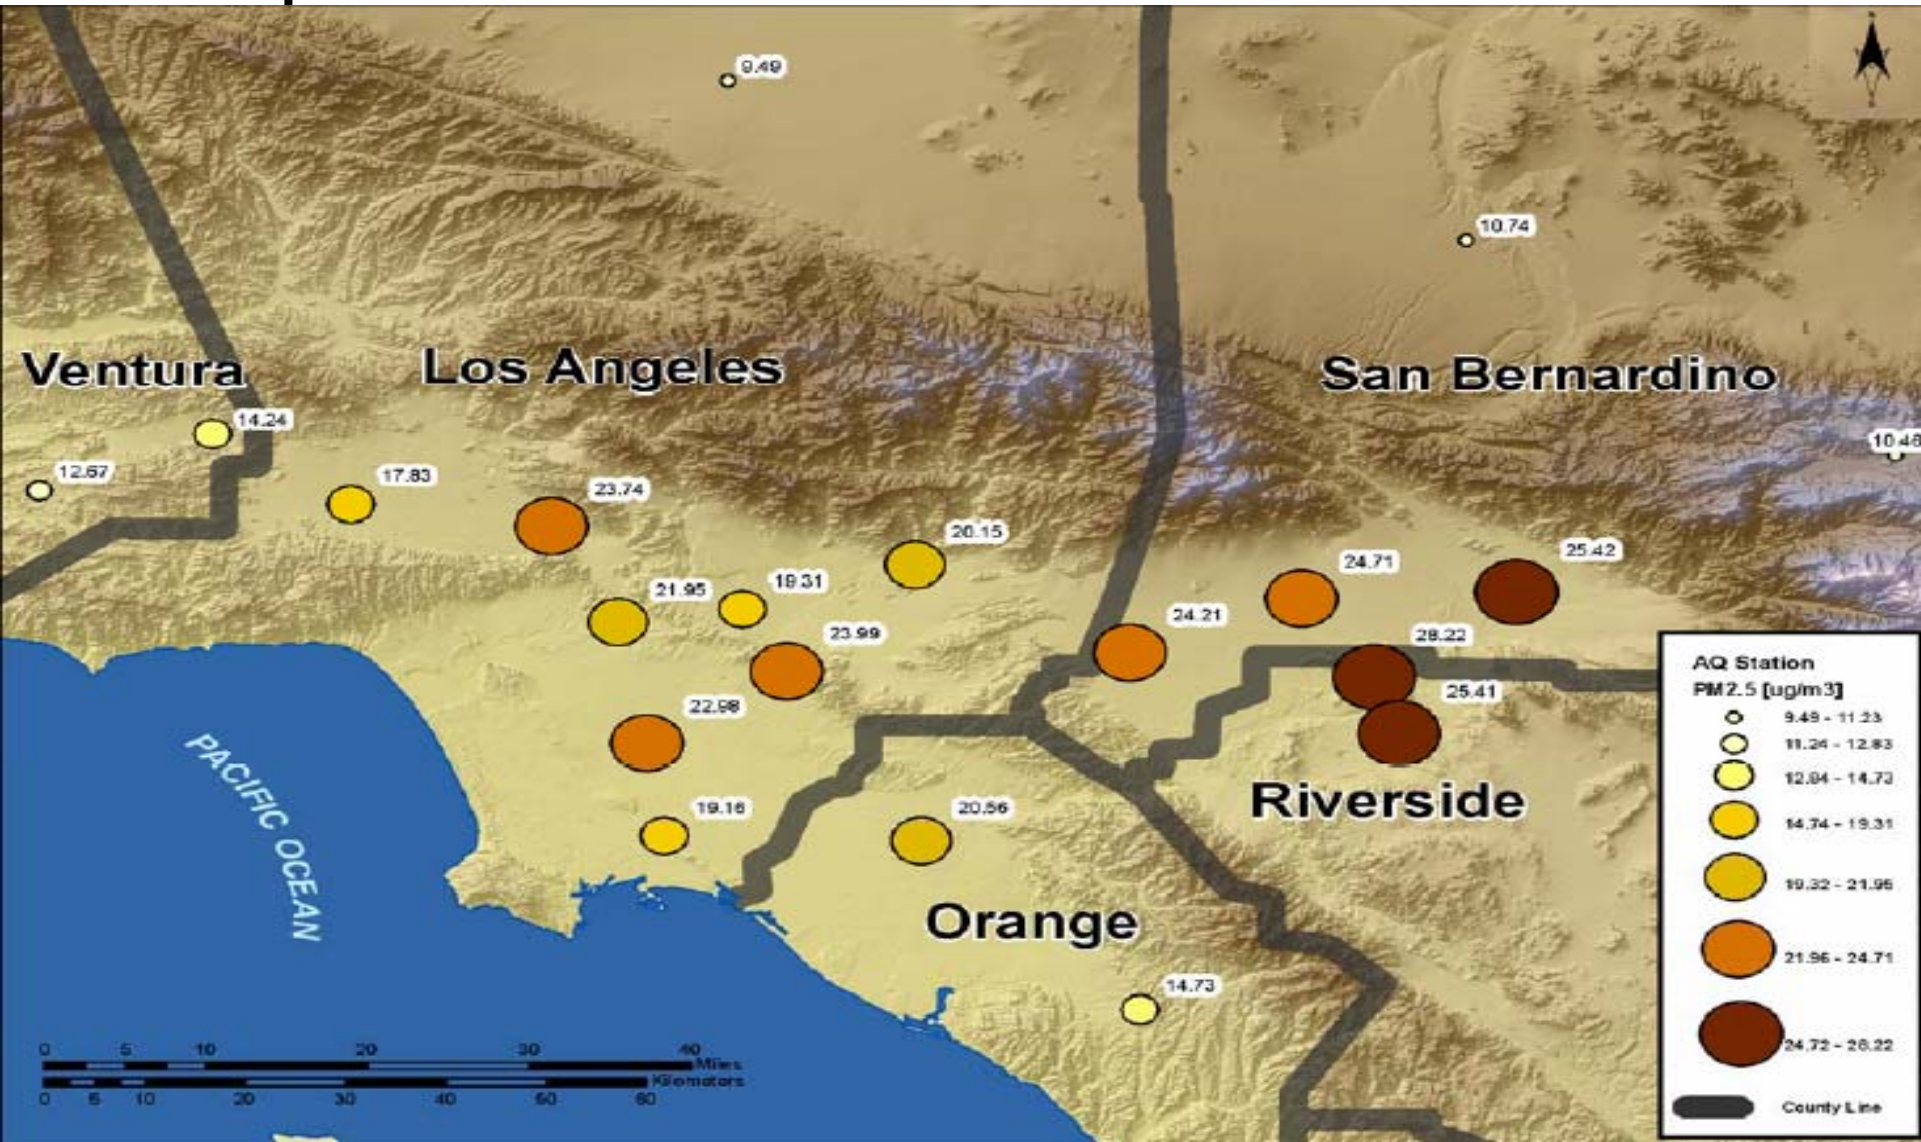 9.49
10.74
Ventura
Los Angeles
San Bernardino
14.24
10.46
12.67
17.83
23.74
20.15
24.71
25.42
21.95
19.31
24.21
23.99
28.22
25.41
22.98
19.16
20.56
Riverside
Orange
PACIFIC OCEAN
14.73
0 5 10 20 30 40
Miles
Kilometers
0 5 10 20 30 40 50 60
AQ Station
PM2.5 [ug/m3]
9.49 - 11.23
11.24 - 12.83
12.84 - 14.73
14.74 - 19.31
19.32 - 21.95
21.96 - 24.71
24.72 - 28.22
County Line